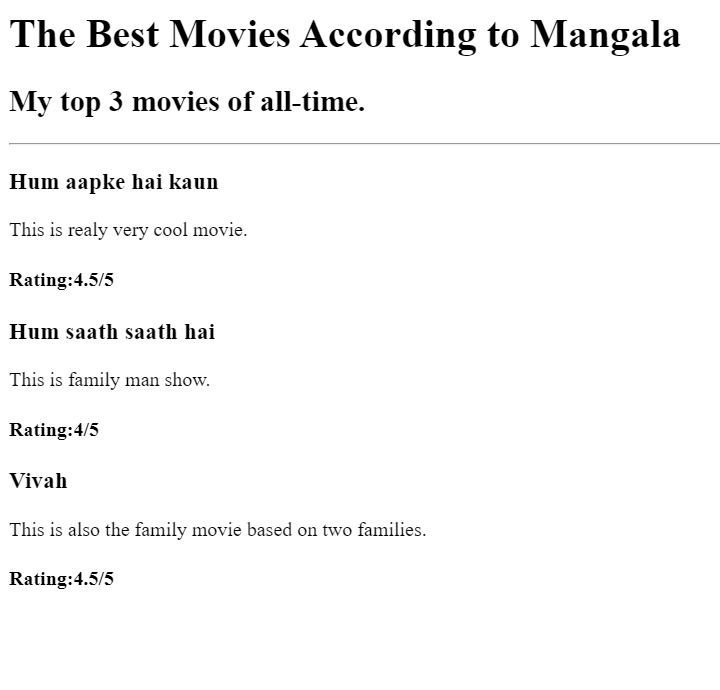 The Best Movies According to Mangala
My top 3 movies of all-time.
Hum aapke hai kaun
This is realy very cool movie.
Rating:4.5/5
Hum saath saath hai
This is family man show.
Rating:4/5
Vivah
This is also the family movie based on two families.
Rating:4.5/5